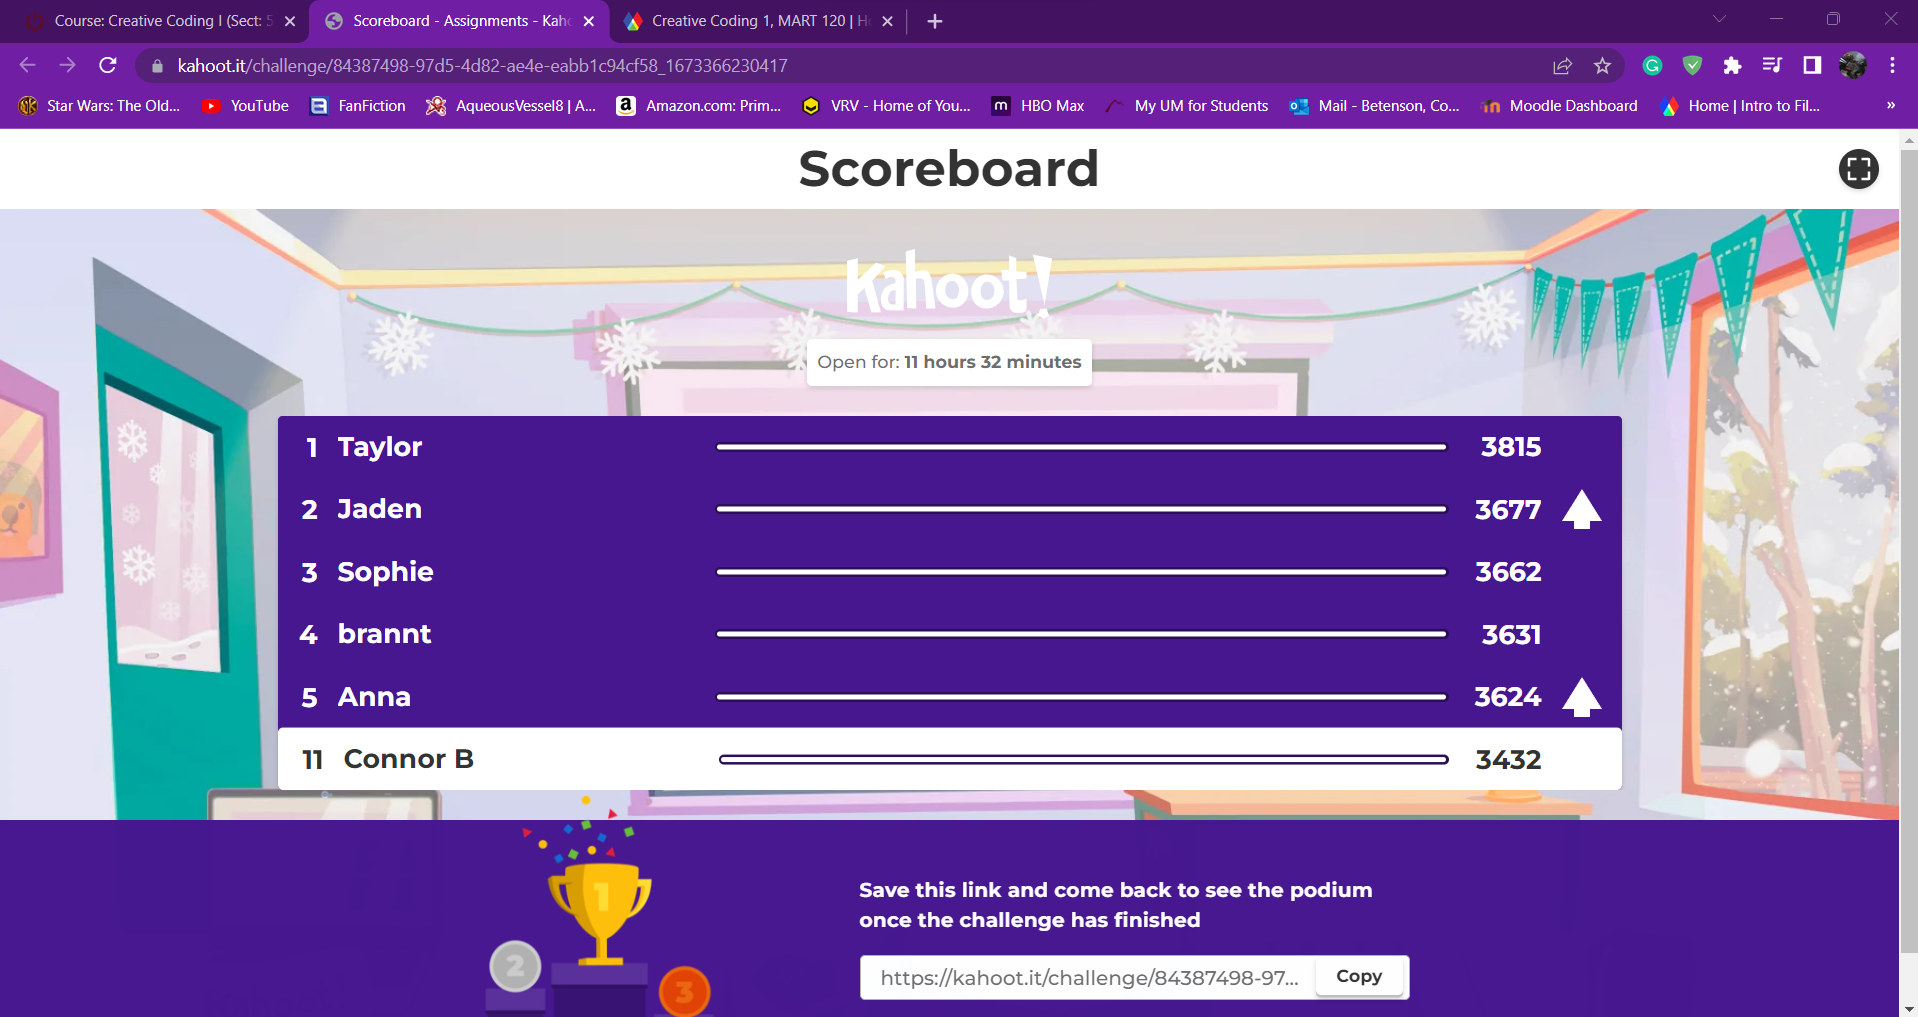 Course: Creative Coding I (Sect: 5
Scoreboard - Assignments - Kaho
Creative Coding 1, MART 120 | Ho
kahoot.it/challenge/84387498-97d5-4d82-ae4e-eabb1c94cf58_1673366230417
Star Wars: The Old...
YouTube
FanFiction
AqueousVessel8 | A...
Amazon.com: Prim...
VRV - Home of You...
HBO Max
My UM for Students
Mail - Betenson, Co...
Moodle Dashboard
Home | Intro to Fil...
»
Scoreboard
Kahoot!
Open for: 11 hours 32 minutes
1 Taylor 3815
2 Jaden 3677
3 Sophie 3662
4 brannt 3631
5 Anna 3624
11 Connor B 3432
1
2
3
Save this link and come back to see the podium
once the challenge has finished
https://kahoot.it/challenge/84387498-97... Copy